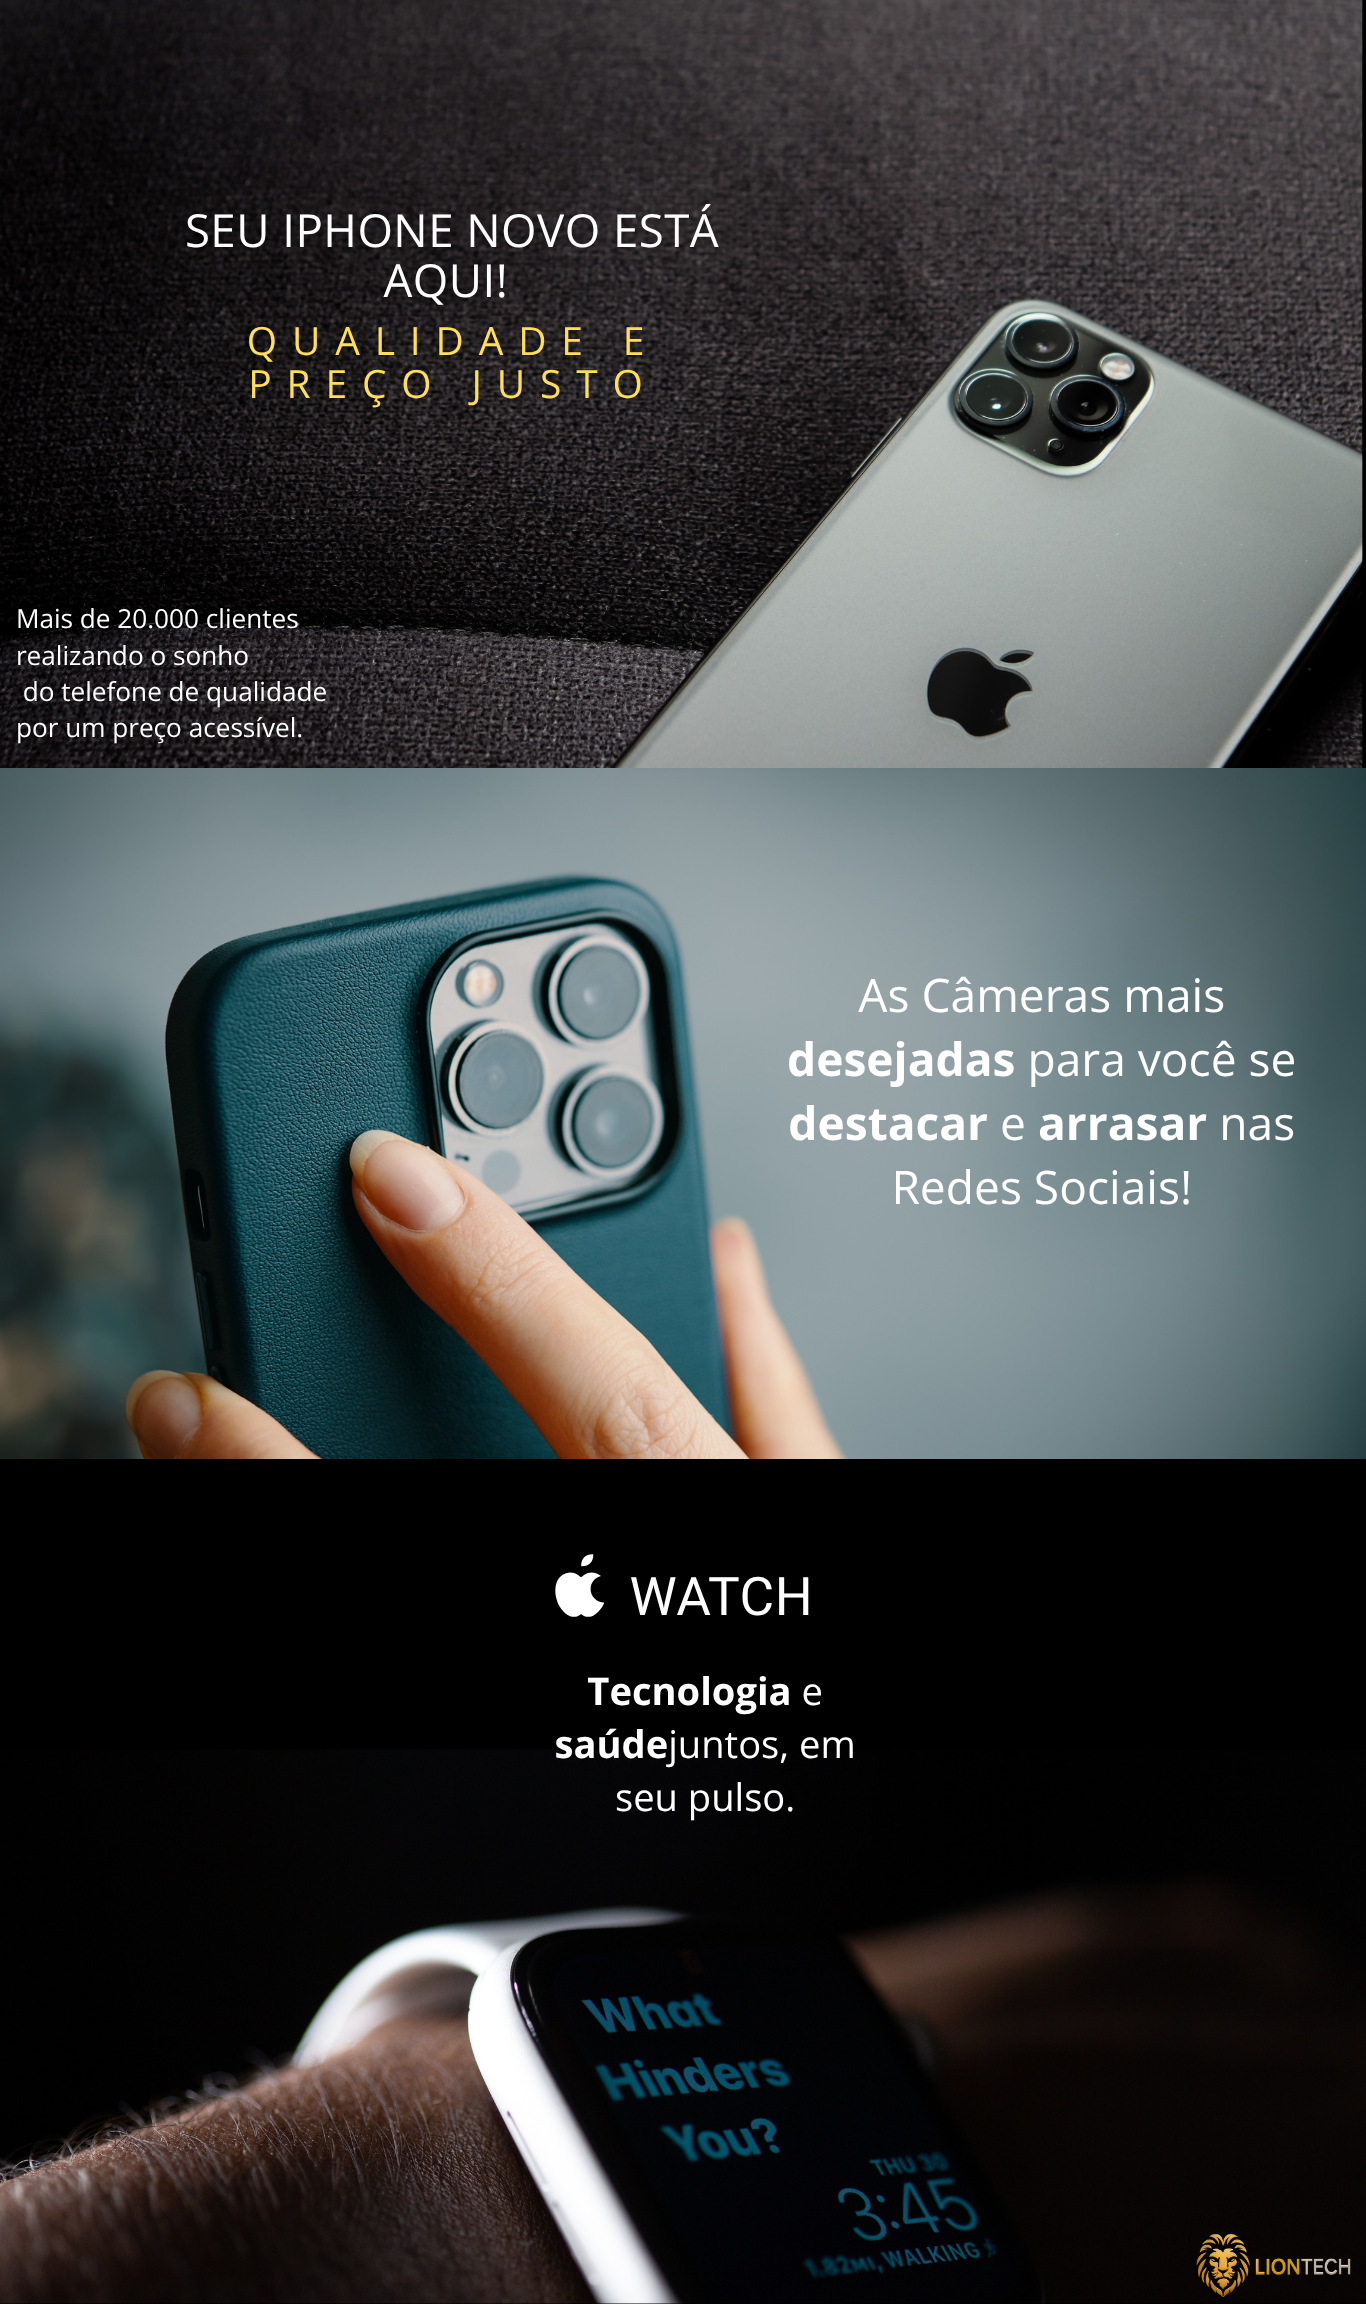 SEU IPHONE NOVO ESTÁ
AQUI!
QUALIDADE E
PREÇO JUSTO
Mais de 20.000 clientes
realizando o sonho
do telefone de qualidade
por um preço acessível.
As Câmeras mais
desejadas para você se
destacar e arrasar nas
Redes Sociais!
WATCH
Tecnologia e
saúdejuntos, em
seu pulso.
What
Hinders
You?
THU 30
3:45
1.82MI, WALKING
LIONTECH